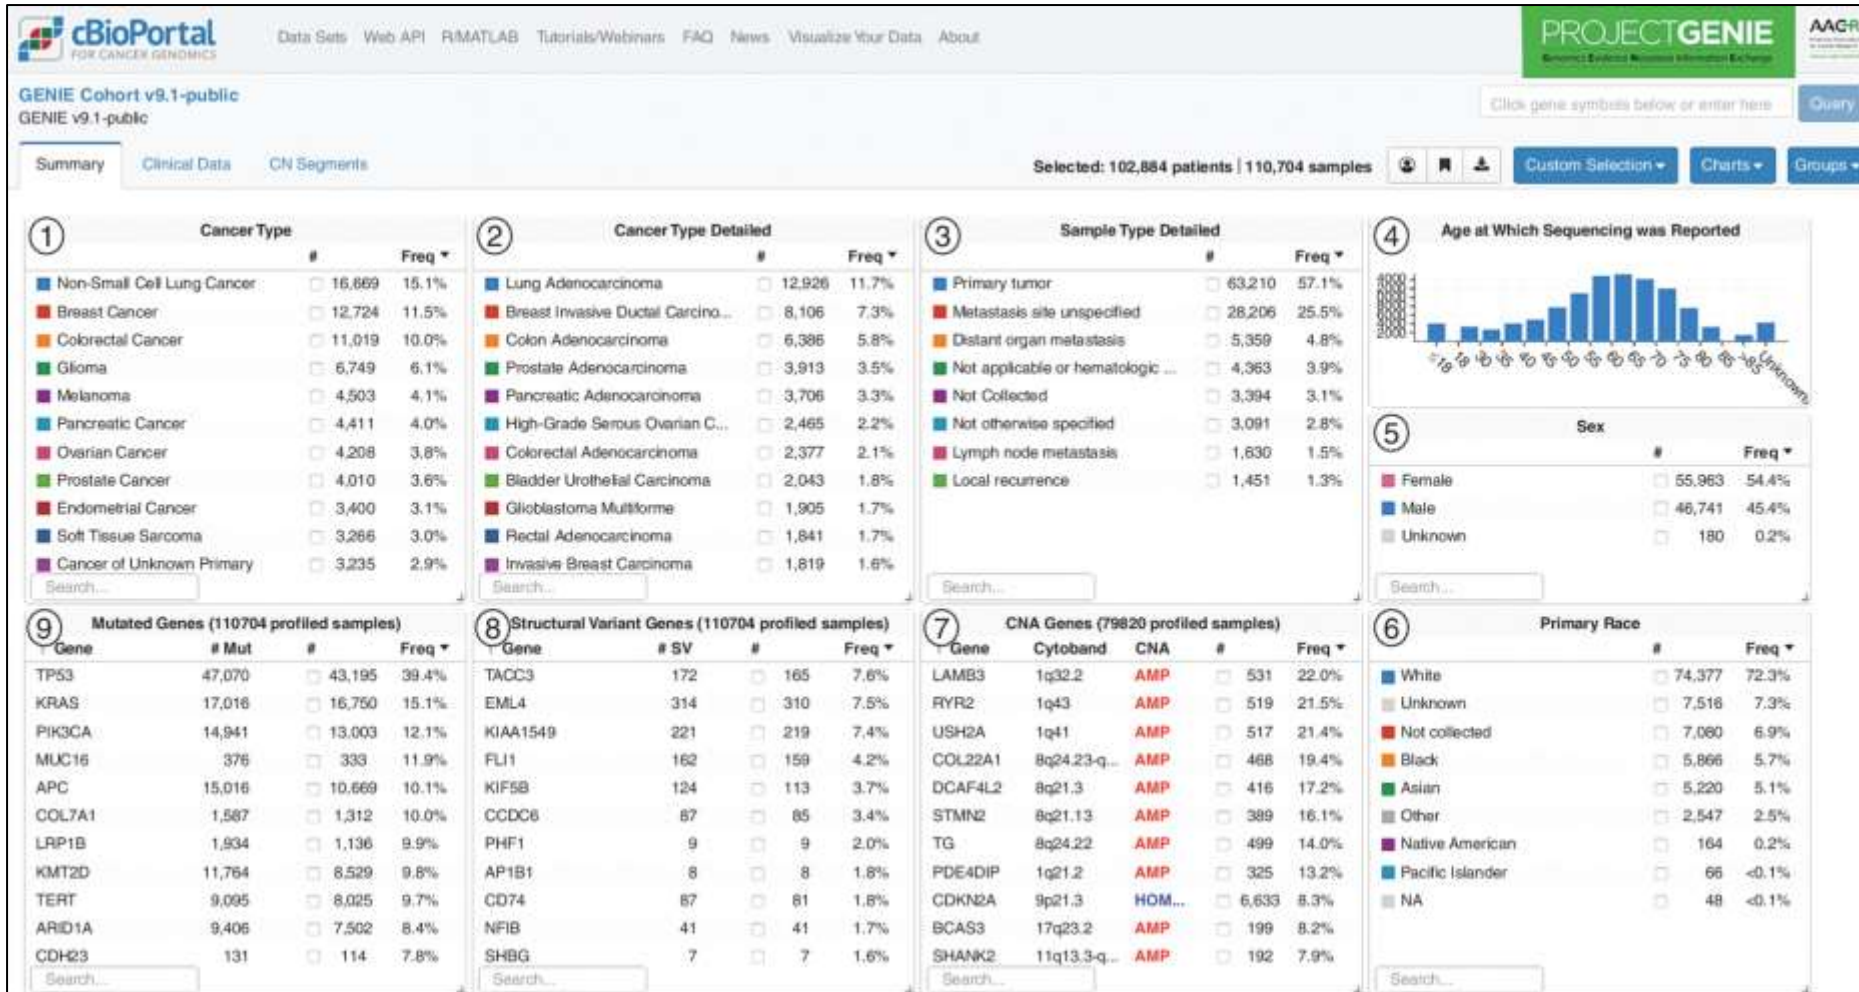 cBioPortal
FOR CANCER GENOMICS
Data Sets Web API R/MATLAB Tutorials/Webinars FAQ News Visualize Your Data About
PROJECT GENIE
Genomics Evidence Neoplasia Information Exchange
AACR
GENIE Cohort v9.1-public
GENIE v9.1-public
Click gene symbols below or enter here
Query
Summary Clinical Data CN Segments
Selected: 102,884 patients | 110,704 samples
Custom Selection Charts Groups
1 Cancer Type
# Freq
Non-Small Cell Lung Cancer 16,669 15.1%
Breast Cancer 12,724 11.5%
Colorectal Cancer 11,019 10.0%
Glioma 6,749 6.1%
Melanoma 4,503 4.1%
Pancreatic Cancer 4,411 4.0%
Ovarian Cancer 4,208 3.8%
Prostate Cancer 4,010 3.6%
Endometrial Cancer 3,400 3.1%
Soft Tissue Sarcoma 3,266 3.0%
Cancer of Unknown Primary 3,235 2.9%
Search...
2 Cancer Type Detailed
# Freq
Lung Adenocarcinoma 12,926 11.7%
Breast Invasive Ductal Carcino... 8,106 7.3%
Colon Adenocarcinoma 6,386 5.8%
Prostate Adenocarcinoma 3,913 3.5%
Pancreatic Adenocarcinoma 3,706 3.3%
High-Grade Serous Ovarian C... 2,465 2.2%
Colorectal Adenocarcinoma 2,377 2.1%
Bladder Urothelial Carcinoma 2,043 1.8%
Glioblastoma Multiforme 1,905 1.7%
Rectal Adenocarcinoma 1,841 1.7%
Invasive Breast Carcinoma 1,819 1.6%
Search...
3 Sample Type Detailed
# Freq
Primary tumor 63,210 57.1%
Metastasis site unspecified 28,206 25.5%
Distant organ metastasis 5,359 4.8%
Not applicable or hematologic ... 4,363 3.9%
Not Collected 3,394 3.1%
Not otherwise specified 3,091 2.8%
Lymph node metastasis 1,630 1.5%
Local recurrence 1,451 1.3%
Search...
4 Age at Which Sequencing was Reported
2000
≤18 18 30 35 40 45 50 55 60 65 70 75 80 85 >85 Unknown
5 Sex
# Freq
Female 55,963 54.4%
Male 46,741 45.4%
Unknown 180 0.2%
Search...
9 Mutated Genes (110704 profiled samples)
Gene # Mut # Freq
TP53 47,070 43,195 39.4%
KRAS 17,016 16,750 15.1%
PIK3CA 14,941 13,003 12.1%
MUC16 376 333 11.9%
APC 15,016 10,669 10.1%
COL7A1 1,587 1,312 10.0%
LRP1B 1,934 1,136 9.9%
KMT2D 11,764 8,529 9.8%
TERT 9,095 8,025 9.7%
ARID1A 9,406 7,502 8.4%
CDH23 131 114 7.8%
Search...
8 Structural Variant Genes (110704 profiled samples)
Gene # SV # Freq
TACC3 172 165 7.6%
EML4 314 310 7.5%
KIAA1549 221 219 7.4%
FLI1 162 159 4.2%
KIF5B 124 113 3.7%
CCDC6 87 85 3.4%
PHF1 9 9 2.0%
AP1B1 8 8 1.8%
CD74 87 81 1.8%
NFIB 41 41 1.7%
SHBG 7 7 1.6%
Search...
7 CNA Genes (79820 profiled samples)
Gene Cytoband CNA # Freq
LAMB3 1q32.2 AMP 531 22.0%
RYR2 1q43 AMP 519 21.5%
USH2A 1q41 AMP 517 21.4%
COL22A1 8q24.23-q... AMP 468 19.4%
DCAF4L2 8q21.3 AMP 416 17.2%
STMN2 8q21.13 AMP 389 16.1%
TG 8q24.22 AMP 499 14.0%
PDE4DIP 1q21.2 AMP 325 13.2%
CDKN2A 9p21.3 HOM... 6,633 8.3%
BCAS3 17q23.2 AMP 199 8.2%
SHANK2 11q13.3-q... AMP 192 7.9%
Search...
6 Primary Race
# Freq
White 74,377 72.3%
Unknown 7,516 7.3%
Not collected 7,080 6.9%
Black 5,866 5.7%
Asian 5,220 5.1%
Other 2,547 2.5%
Native American 164 0.2%
Pacific Islander 66 <0.1%
NA 48 <0.1%
Search...